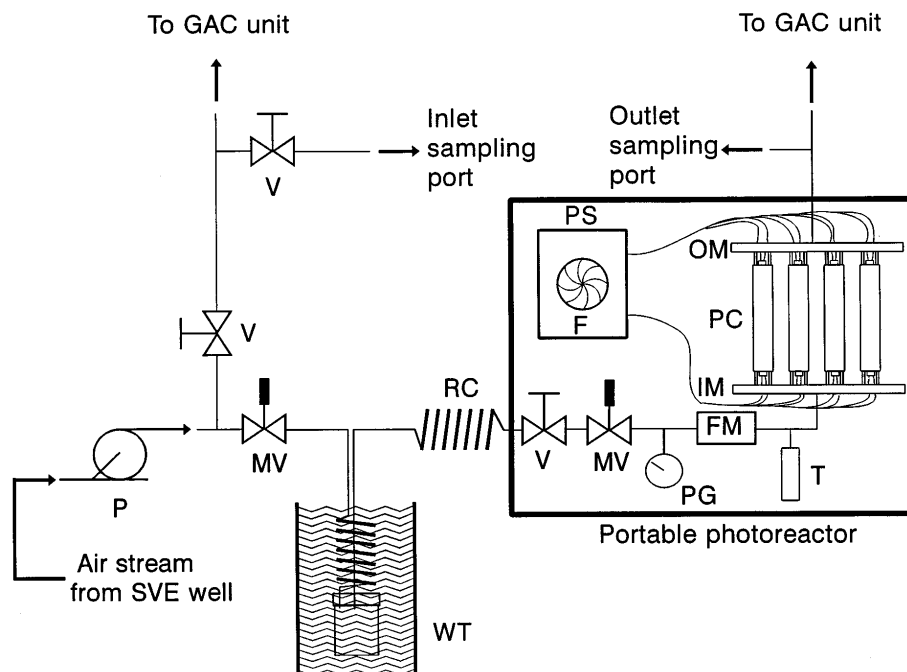 To GAC unit
To GAC unit
Inlet
sampling
port
Outlet
sampling
port
V
PS
OM
F
V
PC
RC
IM
FM
MV
V
MV
P
PG
T
Portable photoreactor
Air stream
from SVE well
WT